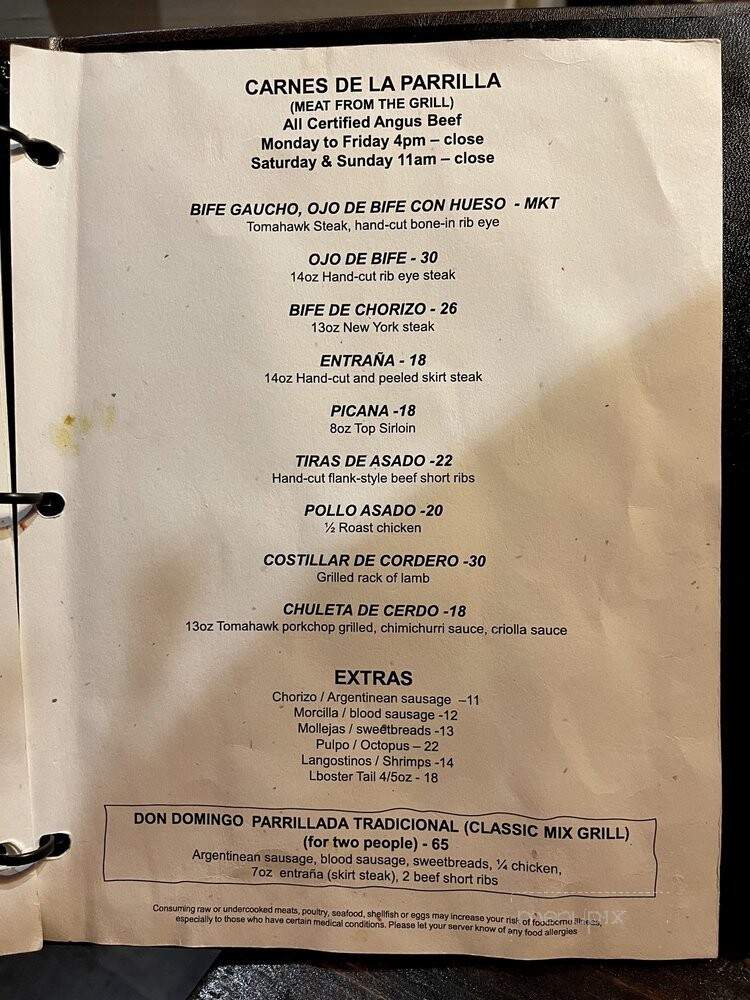 CARNES DE LA PARRILLA
(MEAT FROM THE GRILL)
All Certified Angus Beef
Monday to Friday 4pm – close
Saturday & Sunday 11am – close
BIFE GAUCHO, OJO DE BIFE CON HUESO - MKT
Tomahawk Steak, hand-cut bone-in rib eye
OJO DE BIFE - 30
14oz Hand-cut rib eye steak
BIFE DE CHORIZO - 26
13oz New York steak
ENTRAÑA - 18
14oz Hand-cut and peeled skirt steak
PICANA -18
8oz Top Sirloin
TIRAS DE ASADO -22
Hand-cut flank-style beef short ribs
POLLO ASADO -20
½ Roast chicken
COSTILLAR DE CORDERO -30
Grilled rack of lamb
CHULETA DE CERDO -18
13oz Tomahawk porkchop grilled, chimichurri sauce, criolla sauce
EXTRAS
Chorizo / Argentinean sausage –11
Morcilla / blood sausage -12
Mollejas / sweetbreads -13
Pulpo / Octopus – 22
Langostinos / Shrimps -14
Lboster Tail 4/5oz - 18
DON DOMINGO PARRILLADA TRADICIONAL (CLASSIC MIX GRILL)
(for two people) - 65
Argentinean sausage, blood sausage, sweetbreads, ¼ chicken,
7oz entraña (skirt steak), 2 beef short ribs
Consuming raw or undercooked meats, poultry, seafood, shellfish or eggs may increase your risk of foodborne illness,
especially to those who have certain medical conditions. Please let your server know of any food allergies
menupix